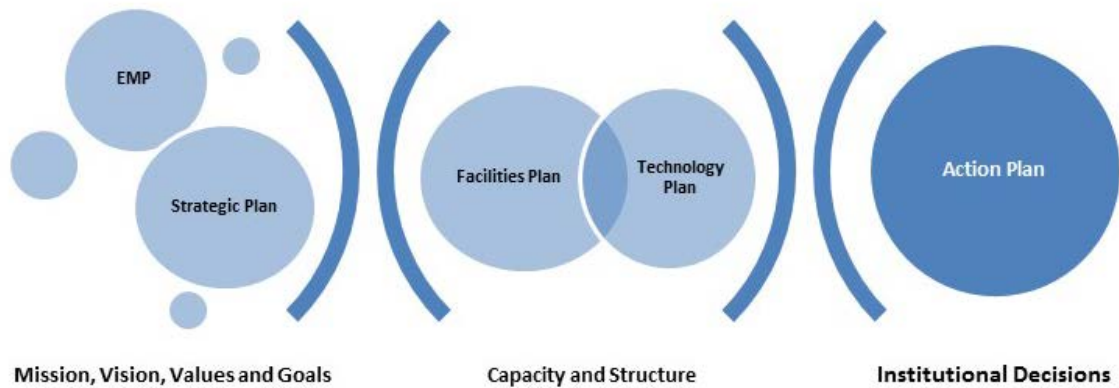 EMP
Strategic Plan
Facilities Plan
Technology
Plan
Action Plan
Mission, Vision, Values and Goals
Capacity and Structure
Institutional Decisions